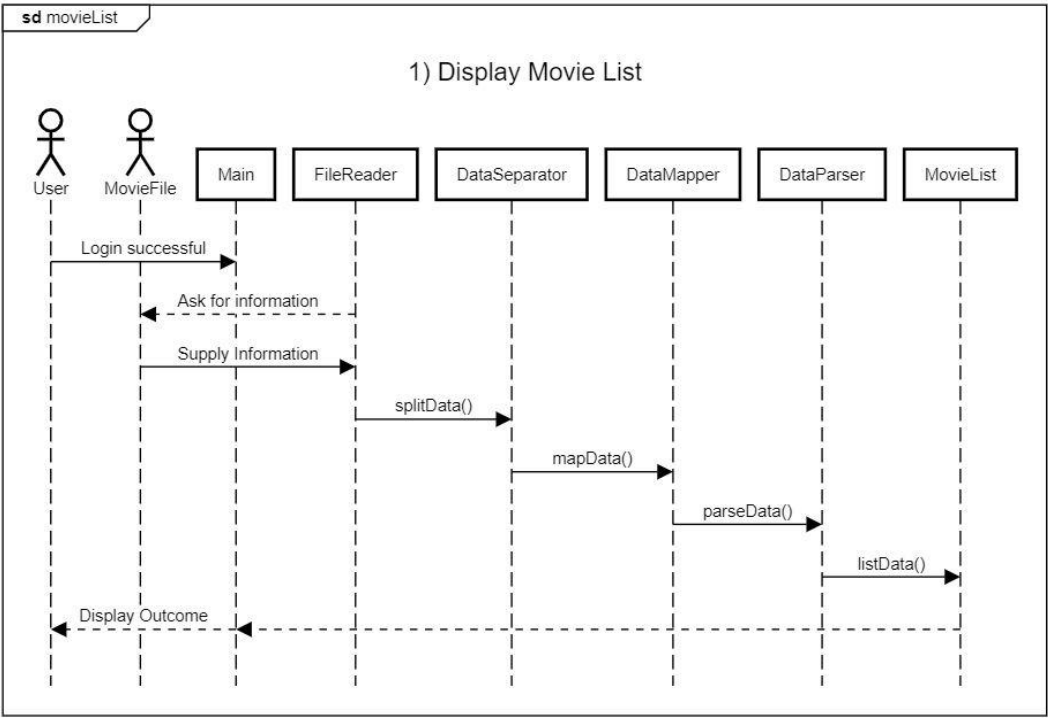 sd movieList
1) Display Movie List
User
MovieFile
Main
FileReader
DataSeparator
DataMapper
DataParser
MovieList
Login successful
Ask for information
Supply Information
splitData()
mapData()
parseData()
listData()
Display Outcome